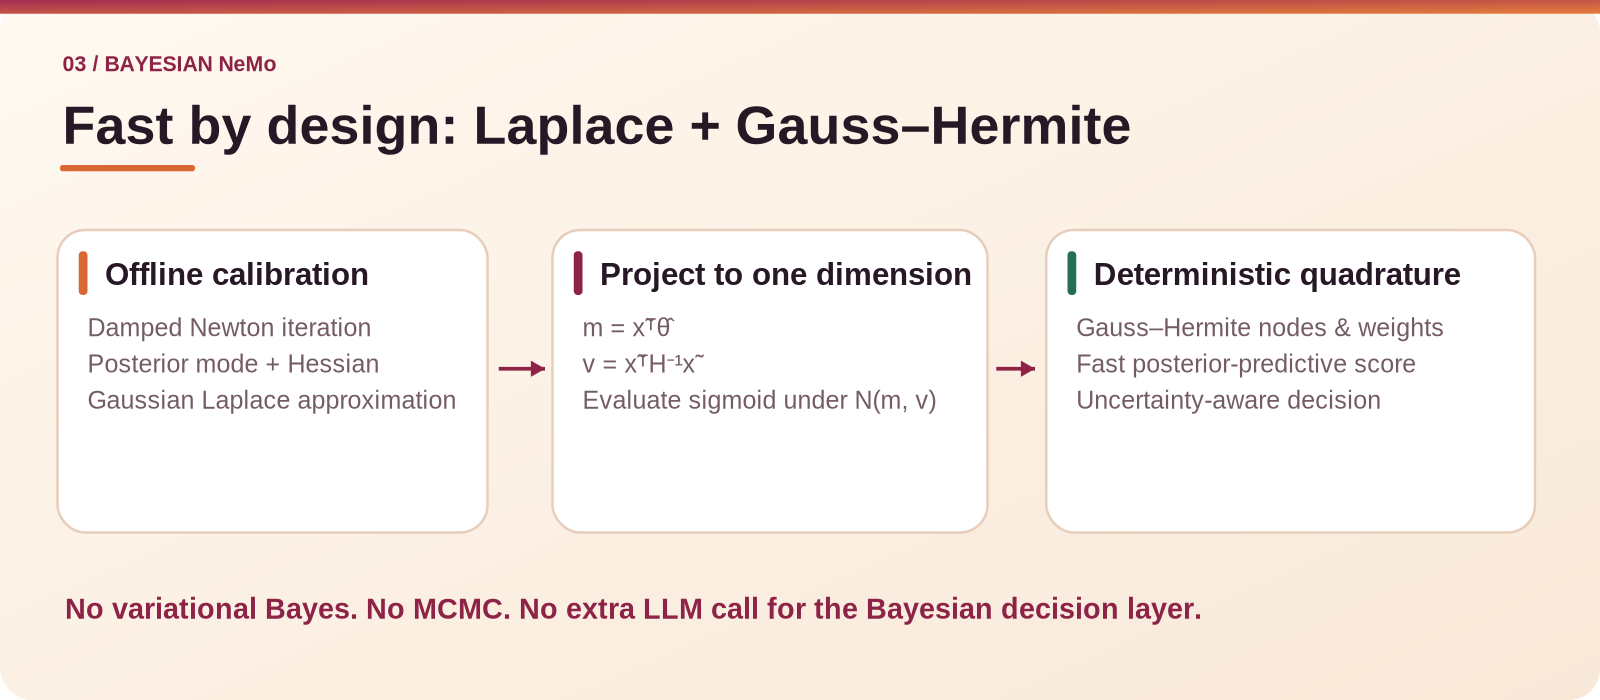 03 / BAYESIAN NeMo
Fast by design: Laplace + Gauss–Hermite
Offline calibration
Damped Newton iteration
Posterior mode + Hessian
Gaussian Laplace approximation
Project to one dimension
m = x̃ᵀθ̂
v = x̃ᵀH⁻¹x̃
Evaluate sigmoid under N(m, v)
Deterministic quadrature
Gauss–Hermite nodes & weights
Fast posterior-predictive score
Uncertainty-aware decision
No variational Bayes. No MCMC. No extra LLM call for the Bayesian decision layer.